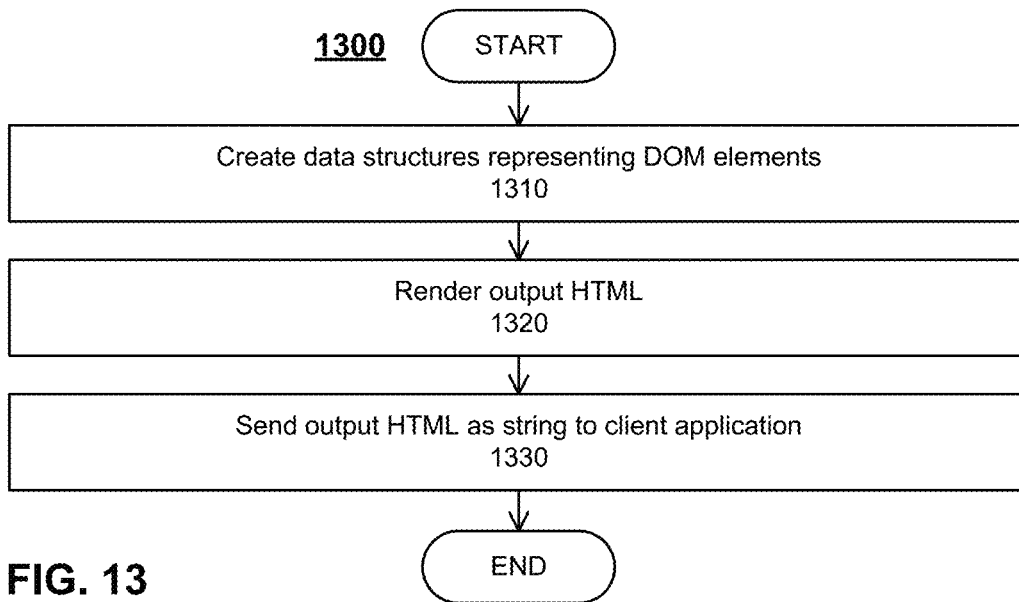 1300
START
Create data structures representing DOM elements
1310
Render output HTML
1320
Send output HTML as string to client application
1330
END
FIG. 13